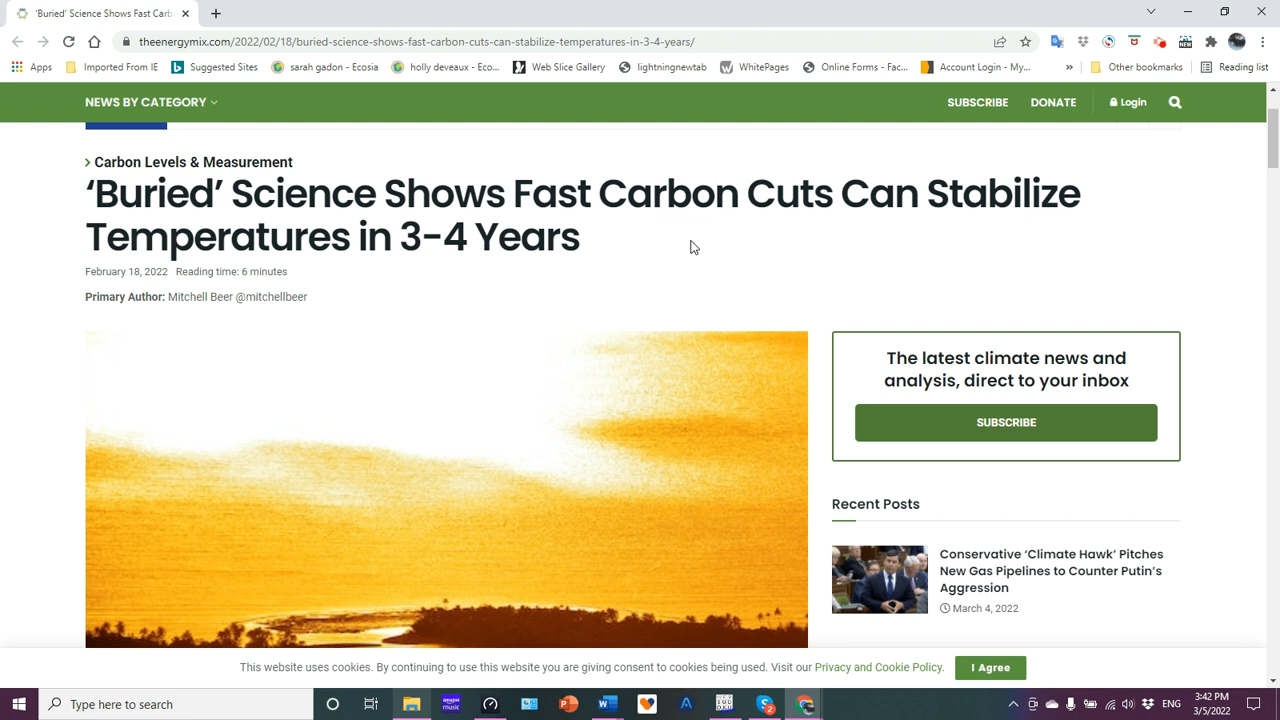 'Buried' Science Shows Fast Carb
theenergymix.com/2022/02/18/buried-science-shows-fast-carbon-cuts-can-stabilize-temperatures-in-3-4-years/
Apps Imported From IE Suggested Sites sarah gadon - Ecosia holly deveaux - Eco... Web Slice Gallery lightningnewtab WhitePages Online Forms - Fac... Account Login - My... » Other bookmarks Reading list
NEWS BY CATEGORY SUBSCRIBE DONATE Login
Carbon Levels & Measurement
‘Buried’ Science Shows Fast Carbon Cuts Can Stabilize
Temperatures in 3-4 Years
February 18, 2022 Reading time: 6 minutes
Primary Author: Mitchell Beer @mitchellbeer
The latest climate news and
analysis, direct to your inbox
SUBSCRIBE
Recent Posts
Conservative ‘Climate Hawk’ Pitches
New Gas Pipelines to Counter Putin’s
Aggression
March 4, 2022
This website uses cookies. By continuing to use this website you are giving consent to cookies being used. Visit our Privacy and Cookie Policy. I Agree
Type here to search
ENG
3:42 PM
3/5/2022